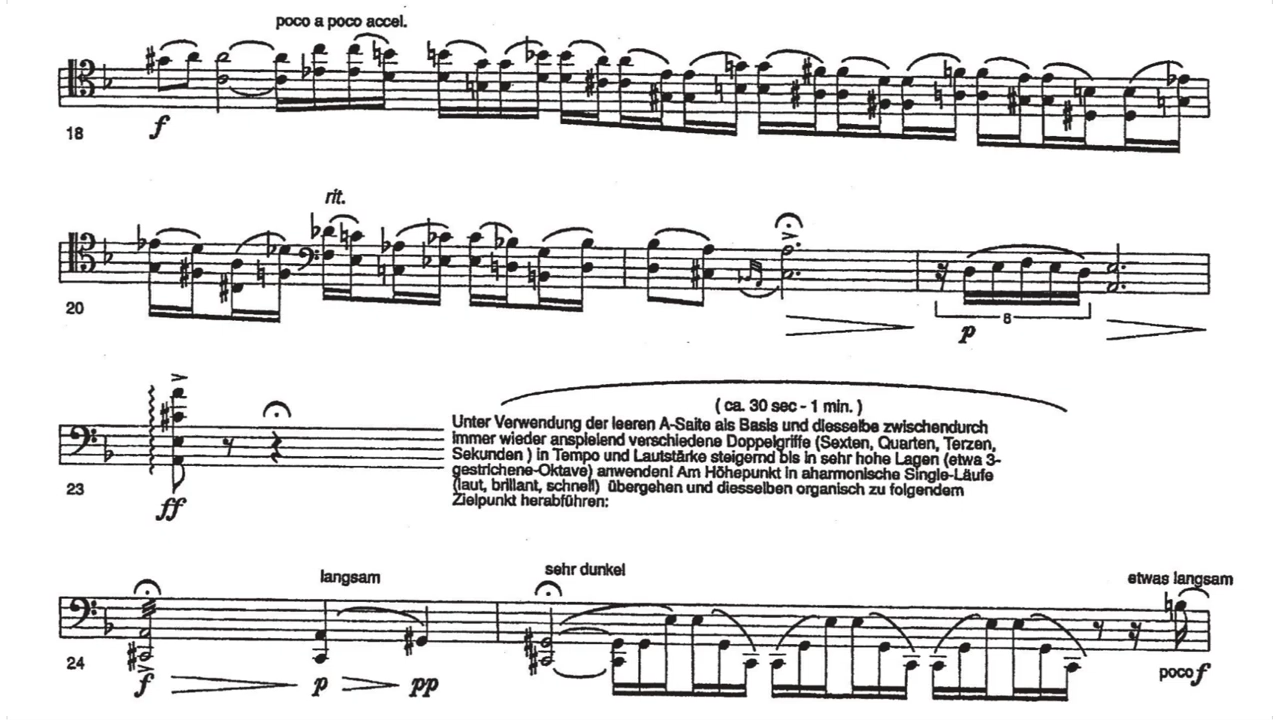 poco a poco accel.
18
f
rit.
20
8
p
( ca. 30 sec - 1 min. )
Unter Verwendung der leeren A-Saite als Basis und diesselbe zwischendurch
immer wieder anspielend verschiedene Doppelgriffe (Sexten, Quarten, Terzen,
Sekunden ) in Tempo und Lautstärke steigernd bis in sehr hohe Lagen (etwa 3-
gestrichene-Oktave) anwenden! Am Höhepunkt in aharmonische Single-Läufe
(laut, brillant, schnell) übergehen und diesselben organisch zu folgendem
Zielpunkt herabführen:
23
ff
langsam
sehr dunkel
etwas langsam
24
f
p
pp
poco f